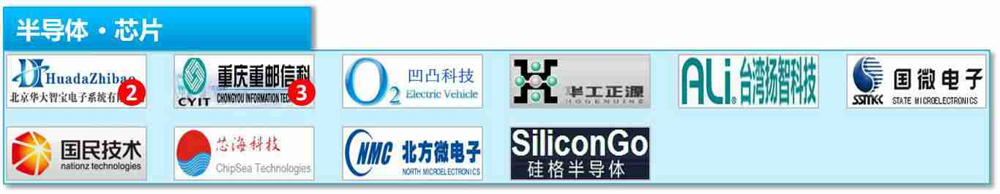 半导体·芯片
HuadaZhibao
北京华大智宝电子系统有
2
重庆重邮信科
CYIT
CHONGYOU INFORMATION
3
O2
凹凸科技
Electric Vehicle
华工正源
HOGENUINE
ALi®
台湾扬智科技
国微电子
SSMEC
STATE MICROELECTRONICS
国民技术
nationz technologies
芯海科技
ChipSea Technologies
NMC
北方微电子
NORTH MICROELECTRONICS
SiliconGo
硅格半导体